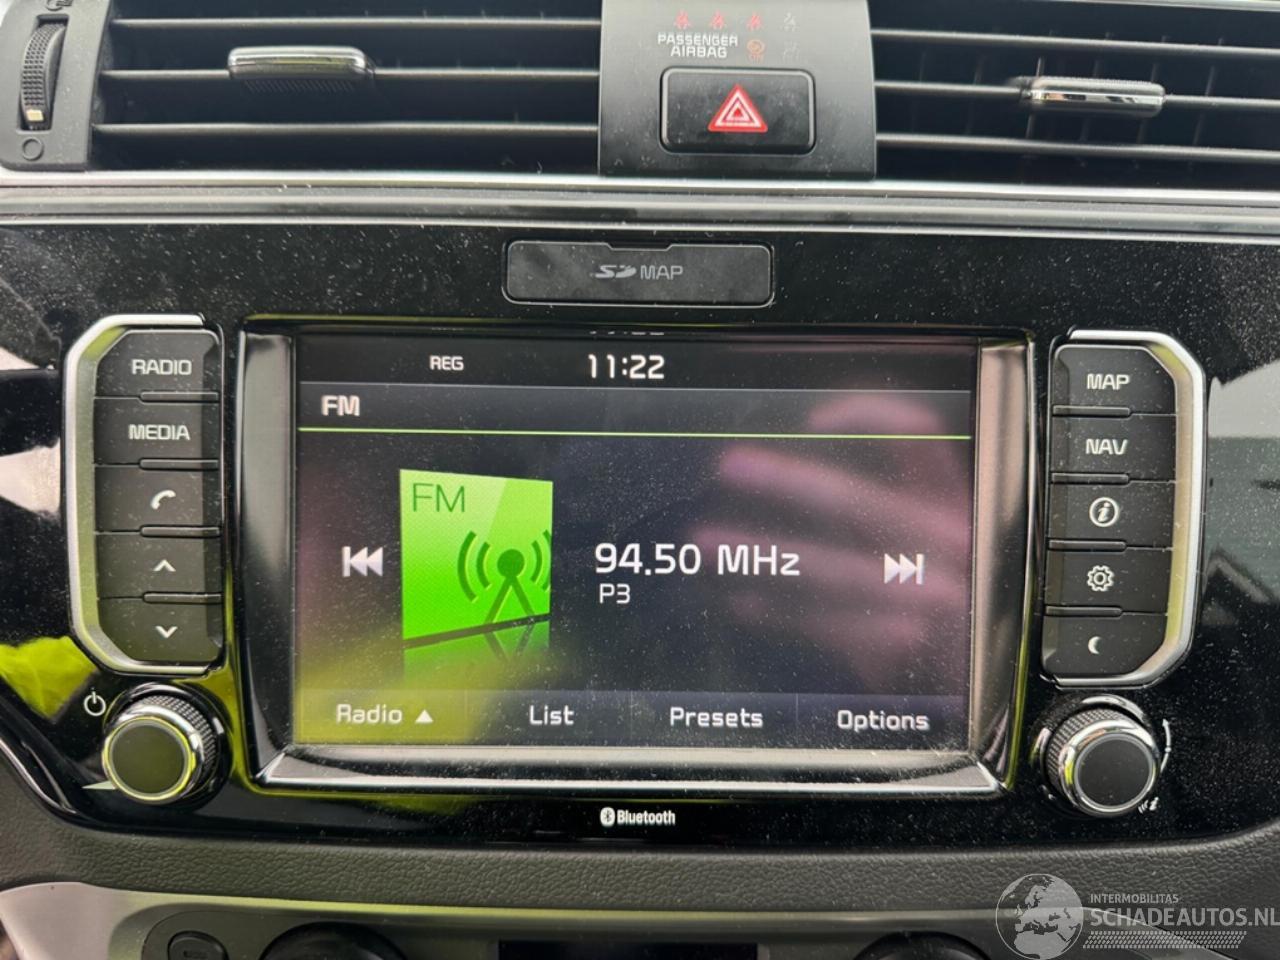 PASSENGER
AIRBAG
SD MAP
RADIO
MEDIA
REG 11:22
FM
FM
94.50 MHz
P3
Radio ▲ List Presets Options
MAP
NAV
Bluetooth
INTERMOBILITAS
SCHADEAUTOS.NL